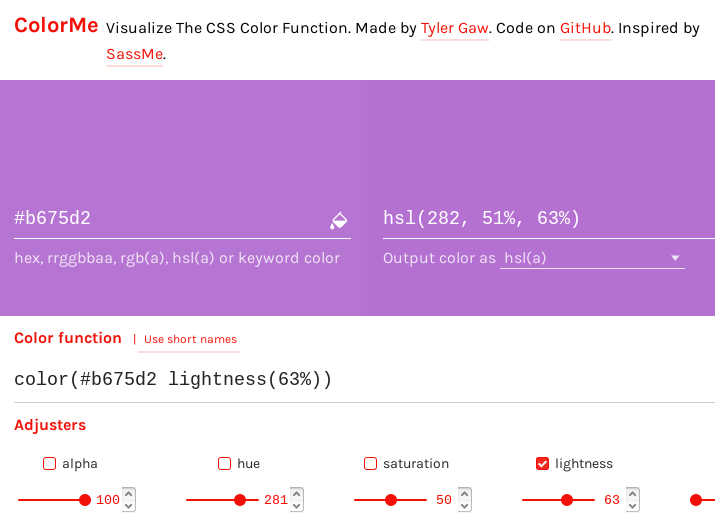 ColorMe Visualize The CSS Color Function. Made by Tyler Gaw. Code on GitHub. Inspired by
SassMe.
#b675d2 hsl(282, 51%, 63%)
hex, rrggbbaa, rgb(a), hsl(a) or keyword color Output color as hsl(a)
Color function | Use short names
color(#b675d2 lightness(63%))
Adjusters
alpha hue saturation lightness
100 281 50 63